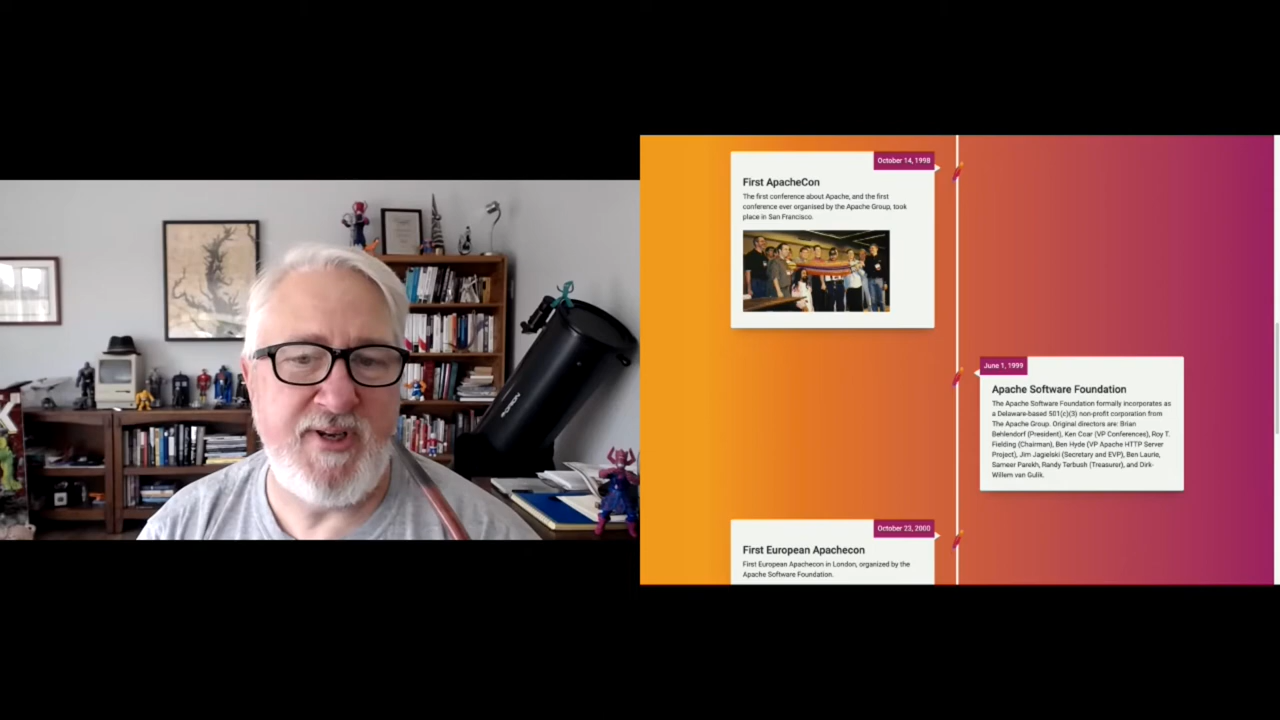 ORION
October 14, 1998
First ApacheCon
The first conference about Apache, and the first
conference ever organised by the Apache Group, took
place in San Francisco.
June 1, 1999
Apache Software Foundation
The Apache Software Foundation formally incorporates as
a Delaware-based 501(c)(3) non-profit corporation from
The Apache Group. Original directors are: Brian
Behlendorf (President), Ken Coar (VP Conferences), Roy T.
Fielding (Chairman), Ben Hyde (VP Apache HTTP Server
Project), Jim Jagielski (Secretary and EVP), Ben Laurie,
Sameer Parekh, Randy Terbush (Treasurer), and Dirk-
Willem van Gulik.
October 23, 2000
First European Apachecon
First European Apachecon in London, organized by the
Apache Software Foundation.